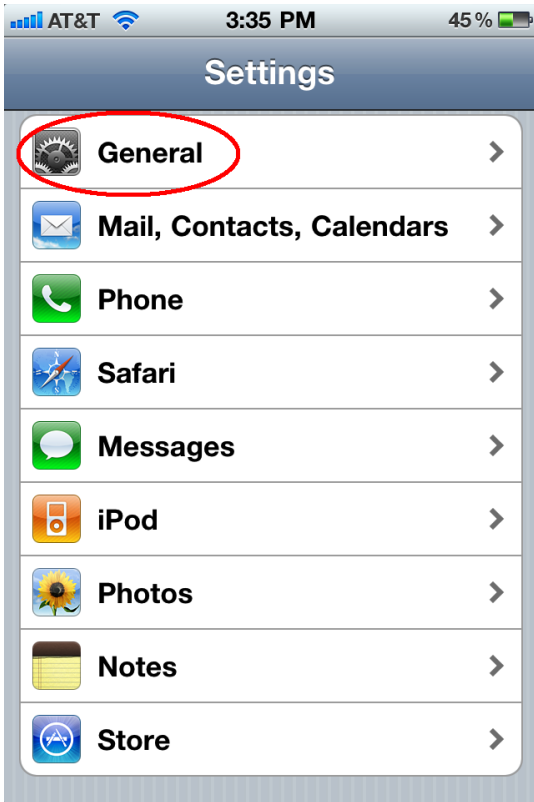 AT&T 3:35 PM 45%
Settings
General
Mail, Contacts, Calendars
Phone
Safari
Messages
iPod
Photos
Notes
Store